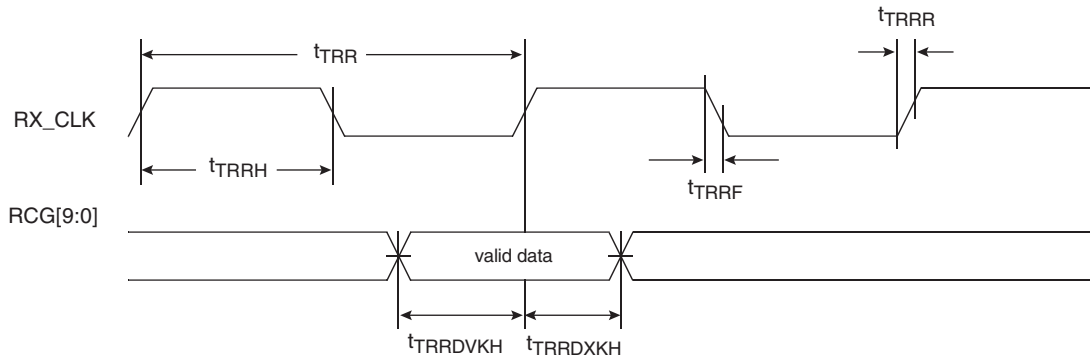 tTRRR
tTRR
RX_CLK
tTRRH
tTRRF
RCG[9:0]
valid data
tTRRDVKH
tTRRDXKH